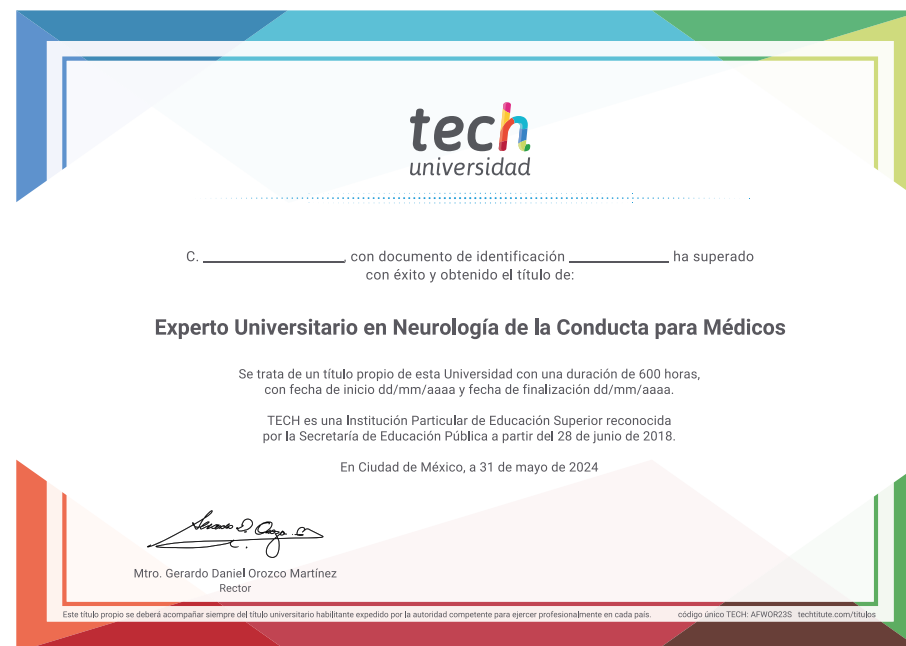 tech
universidad
C. ____________, con documento de identificación ____________ ha superado
con éxito y obtenido el título de:
Experto Universitario en Neurología de la Conducta para Médicos
Se trata de un título propio de esta Universidad con una duración de 600 horas,
con fecha de inicio dd/mm/aaaa y fecha de finalización dd/mm/aaaa.
TECH es una Institución Particular de Educación Superior reconocida
por la Secretaría de Educación Pública a partir del 28 de junio de 2018.
En Ciudad de México, a 31 de mayo de 2024
Mtro. Gerardo Daniel Orozco Martínez
Rector
Este título propio se deberá acompañar siempre del título universitario habilitante expedido por la autoridad competente para ejercer profesionalmente en cada país. código único TECH: AFWOR23S techtitute.com/titulos